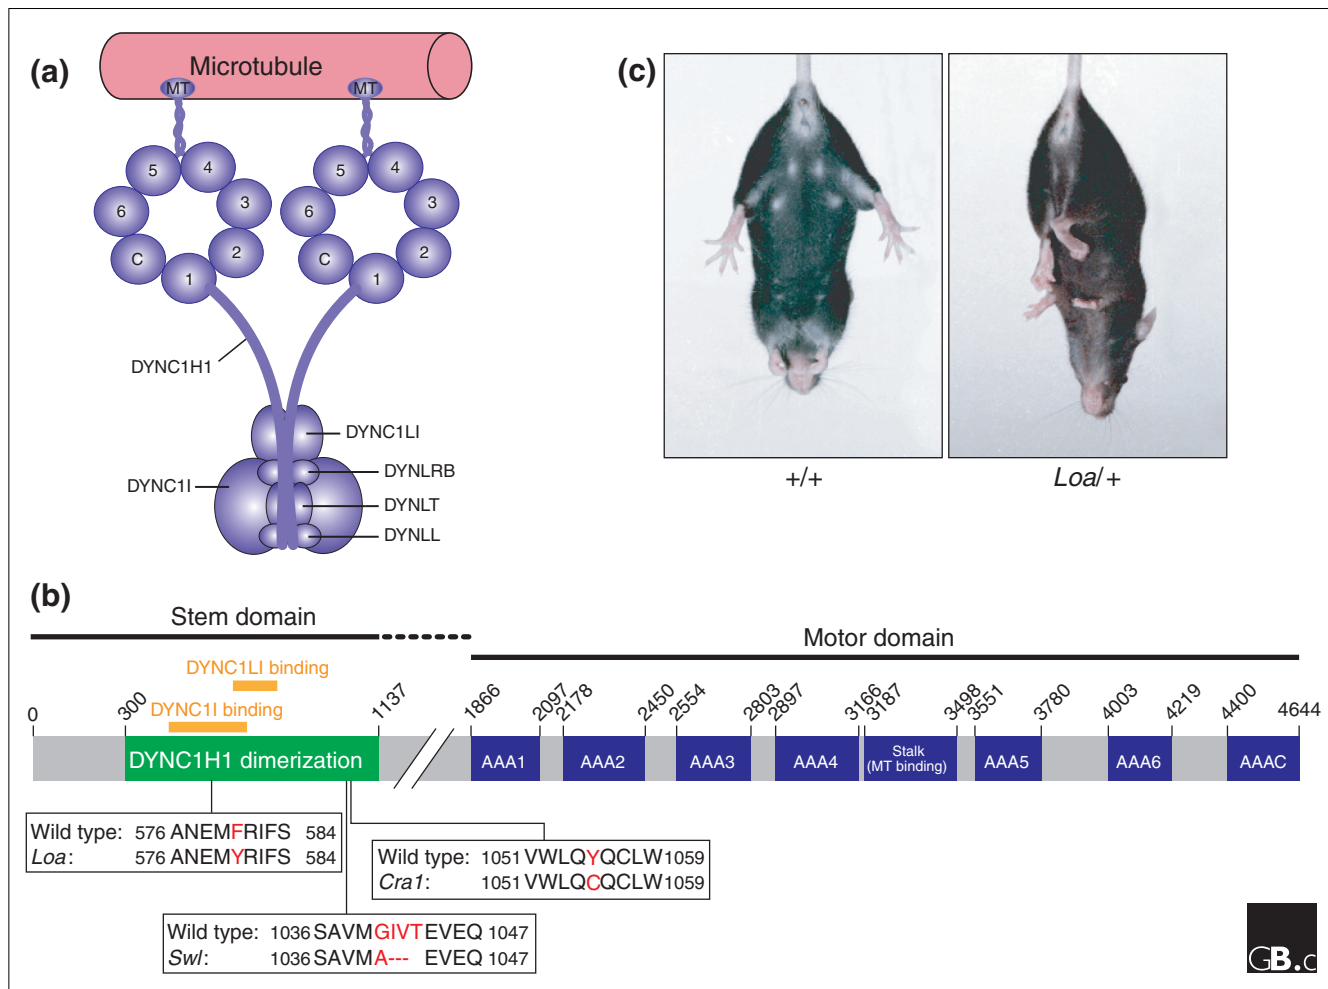 (a)
Microtubule
MT MT
5 4 5 4
6 3 6 3
C 2 C 2
1 1
DYNC1H1
DYNC1LI
DYNLRB
DYNC1I
DYNLT
DYNLL
(c)
+/+
Loa/+
(b)
Stem domain
Motor domain
DYNC1LI binding
DYNC1I binding
0 300 1137 1866 2097 2178 2450 2554 2803 2897 3166 3187 3498 3551 3780 4003 4219 4400 4644
DYNC1H1 dimerization AAA1 AAA2 AAA3 AAA4 Stalk (MT binding) AAA5 AAA6 AAAC
Wild type: 576 ANEMFRIFS 584
Loa: 576 ANEMYRIFS 584
Wild type: 1051 VWLQYQCLW 1059
Cra1: 1051 VWLQCQCLW 1059
Wild type: 1036 SAVMGIVTEVEQ 1047
Swl: 1036 SAVMA--- EVEQ 1047
GB.c